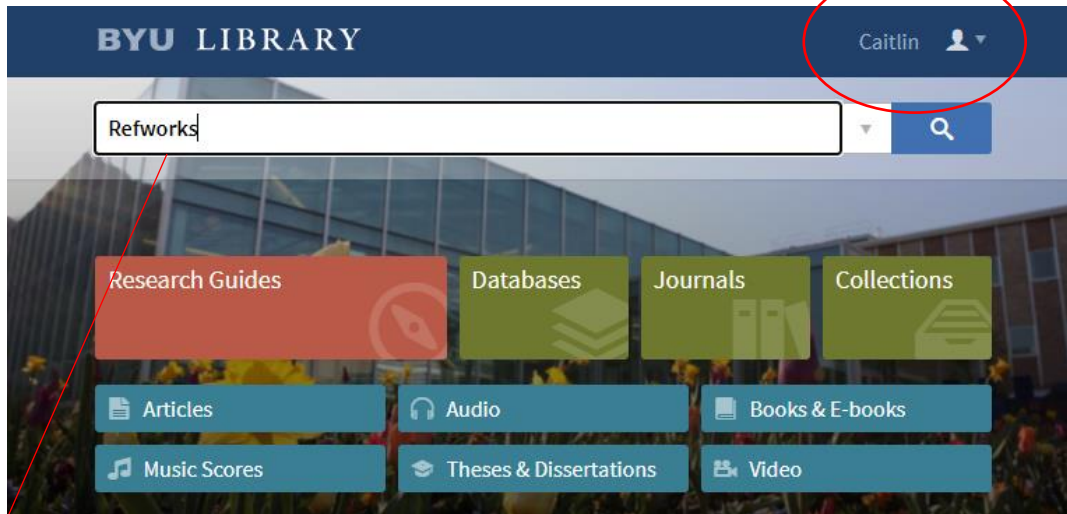 BYU LIBRARY Caitlin
Refworks
Research Guides Databases Journals Collections
Articles Audio Books & E-books
Music Scores Theses & Dissertations Video